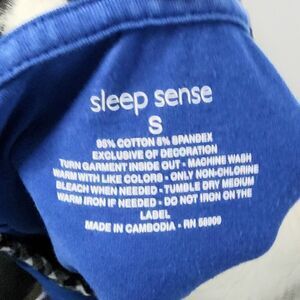 sleep sense
S
95% COTTON 5% SPANDEX
EXCLUSIVE OF DECORATION
TURN GARMENT INSIDE OUT - MACHINE WASH
WARM WITH LIKE COLORS - ONLY NON-CHLORINE
BLEACH WHEN NEEDED - TUMBLE DRY MEDIUM
WARM IRON IF NEEDED - DO NOT IRON ON THE
LABEL
MADE IN CAMBODIA - RN